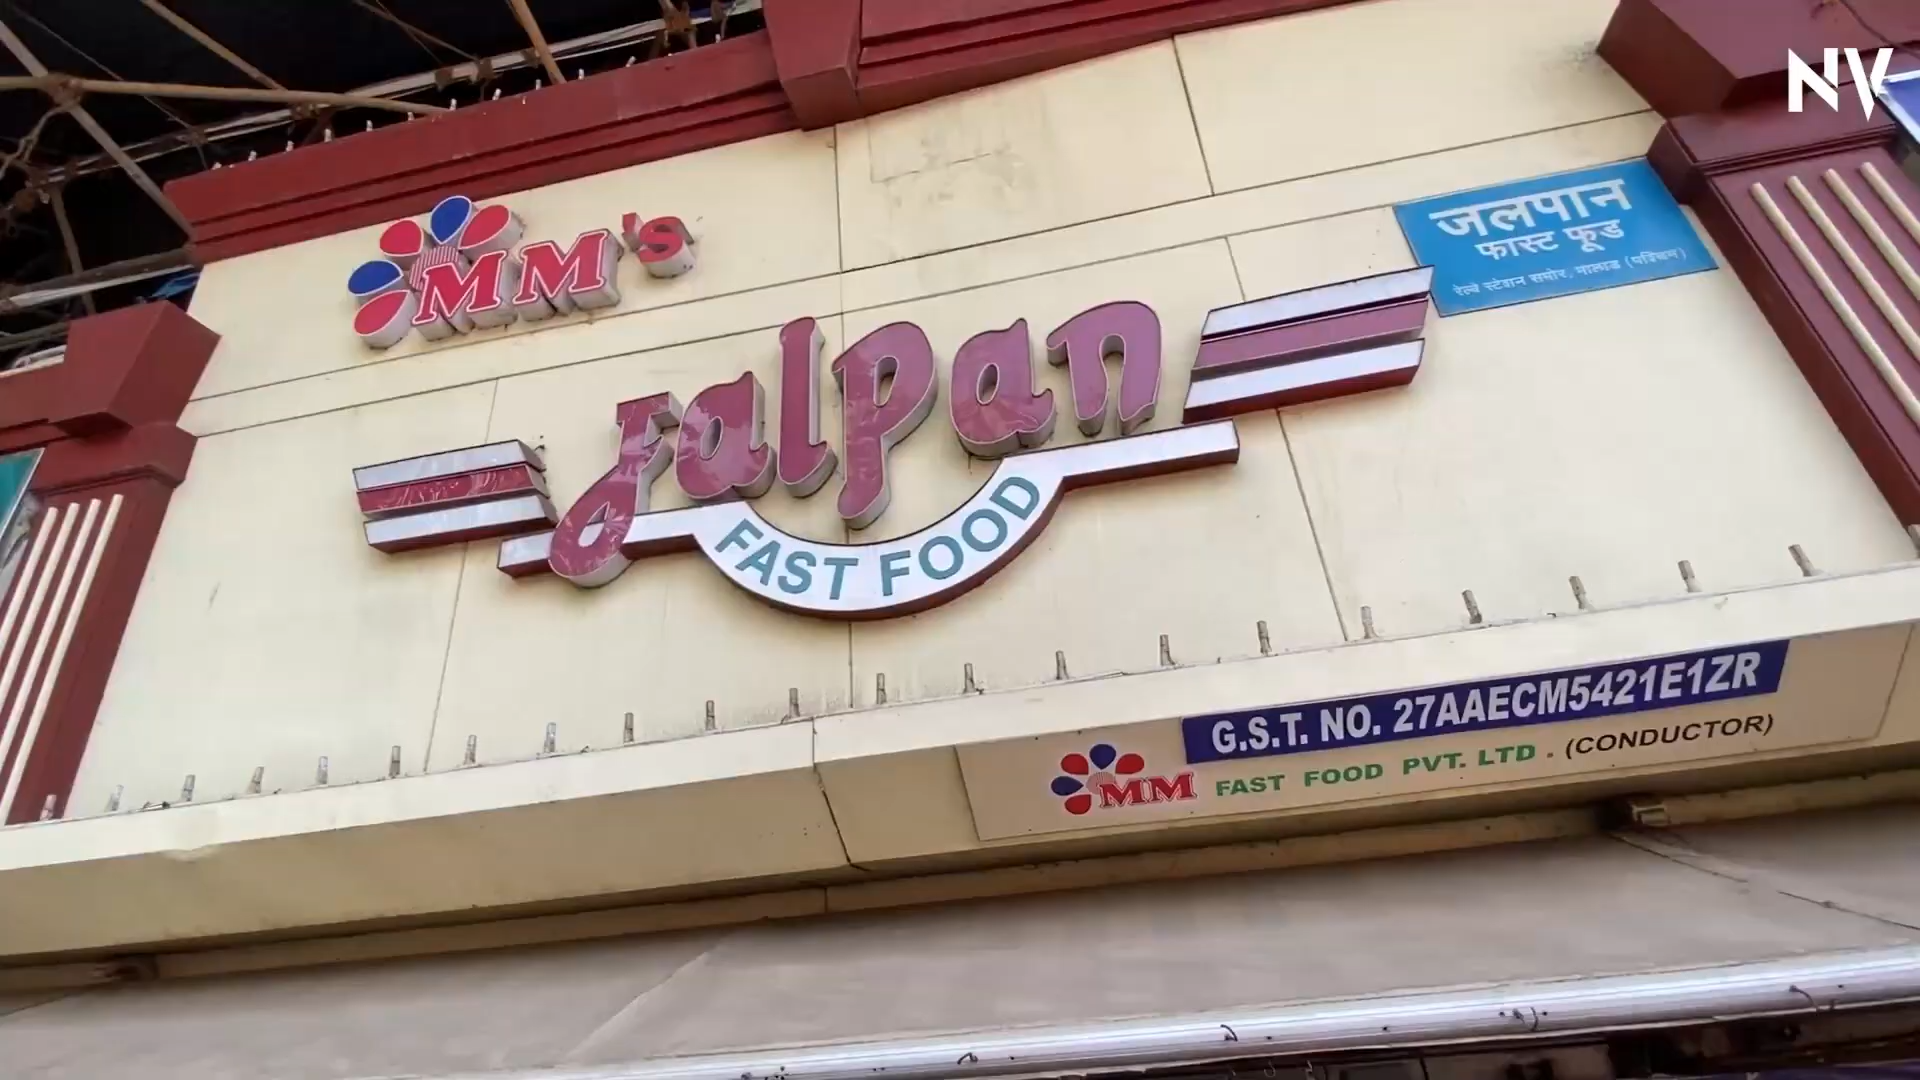 NV
MM's
जलपान
फास्ट फूड
रेल्वे स्टेशन समोर, मालाड (पश्चिम)
Jalpan
FAST FOOD
G.S.T. NO. 27AAECM5421E1ZR
MM FAST FOOD PVT. LTD. (CONDUCTOR)